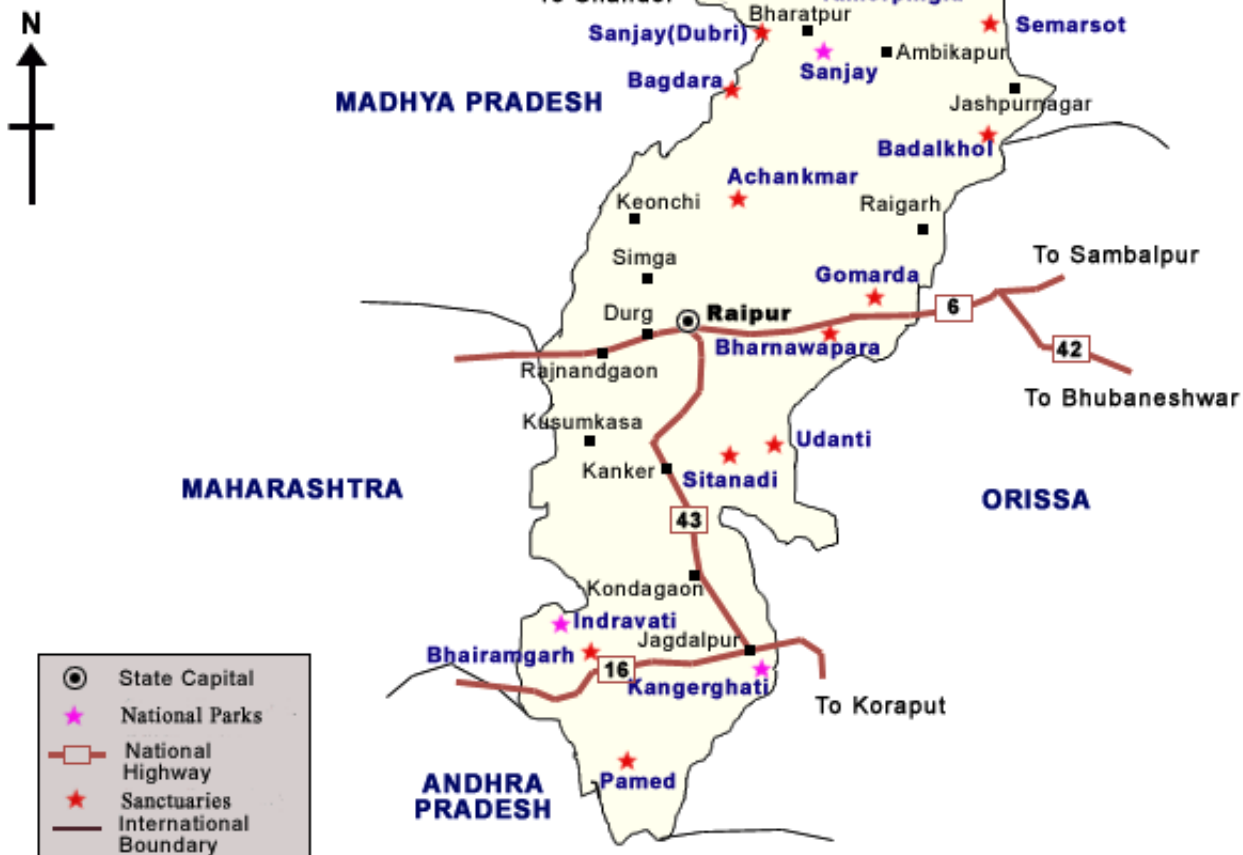 N
Bharatpur
Sanjay(Dubri)
Semarsot
Ambikapur
Sanjay
Bagdara
MADHYA PRADESH
Jashpurnagar
Badalkhol
Achankmar
Keonchi
Raigarh
Simga
To Sambalpur
Gomarda
6
Durg
Raipur
Bharnawapara
42
Rajnandgaon
To Bhubaneshwar
Kusumkasa
Udanti
Kanker
Sitanadi
MAHARASHTRA
ORISSA
43
Kondagaon
Indravati
Jagdalpur
Bhairamgarh
16
Kangerghati
To Koraput
Pamed
ANDHRA
PRADESH
State Capital
National Parks
National
Highway
Sanctuaries
International
Boundary